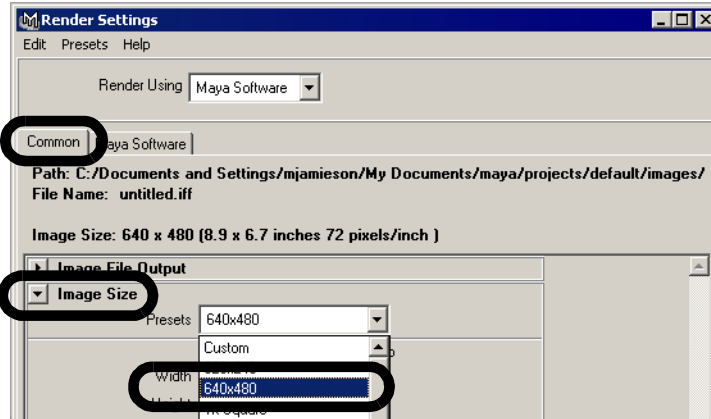 Render Settings
Edit Presets Help
Render Using Maya Software
Common Maya Software
Path: C:/Documents and Settings/mjamieson/My Documents/maya/projects/default/images/
File Name: untitled.iff
Image Size: 640 x 480 (8.9 x 6.7 inches 72 pixels/inch )
Image File Output
Image Size
Presets 640x480
Custom
Width
640x480